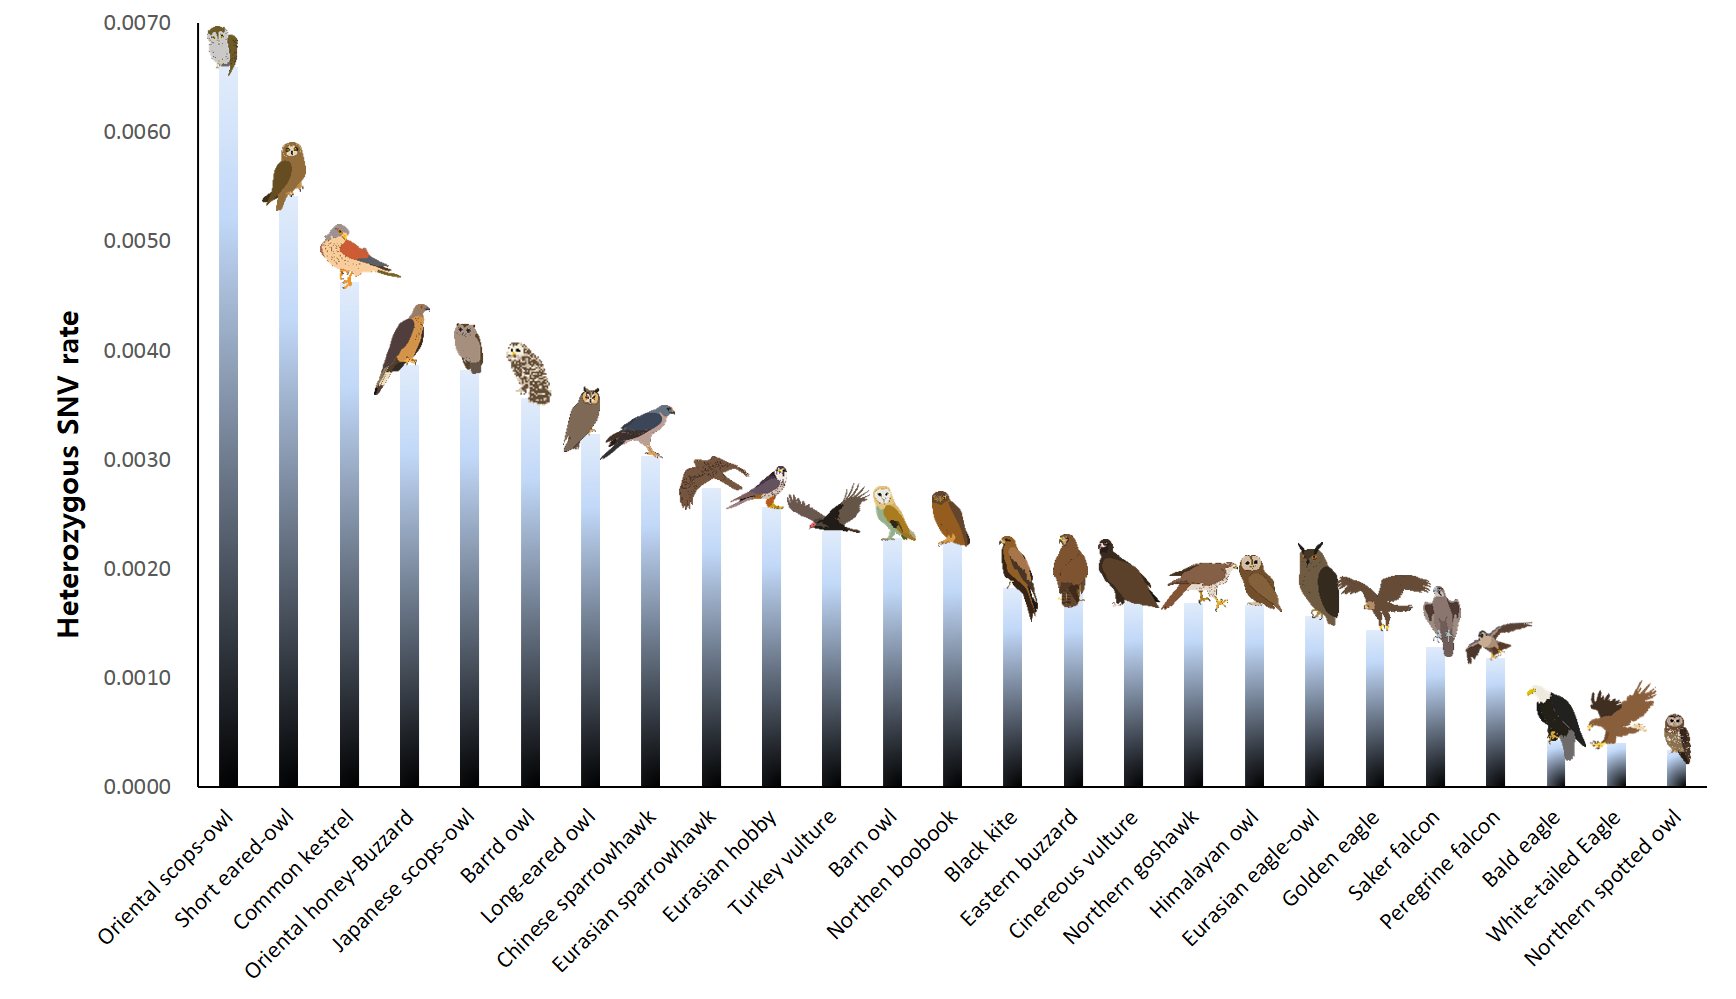 0.0070
0.0060
0.0050
0.0040
0.0030
0.0020
0.0010
0.0000
Heterozygous SNV rate
Oriental scops-owl
Short eared-owl
Common kestrel
Oriental honey-Buzzard
Japanese scops-owl
Barrd owl
Long-eared owl
Chinese sparrowhawk
Eurasian sparrowhawk
Eurasian hobby
Turkey vulture
Barn owl
Northen boobook
Black kite
Eastern buzzard
Cinereous vulture
Northern goshawk
Himalayan owl
Eurasian eagle-owl
Golden eagle
Saker falcon
Peregrine falcon
Bald eagle
White-tailed Eagle
Northern spotted owl